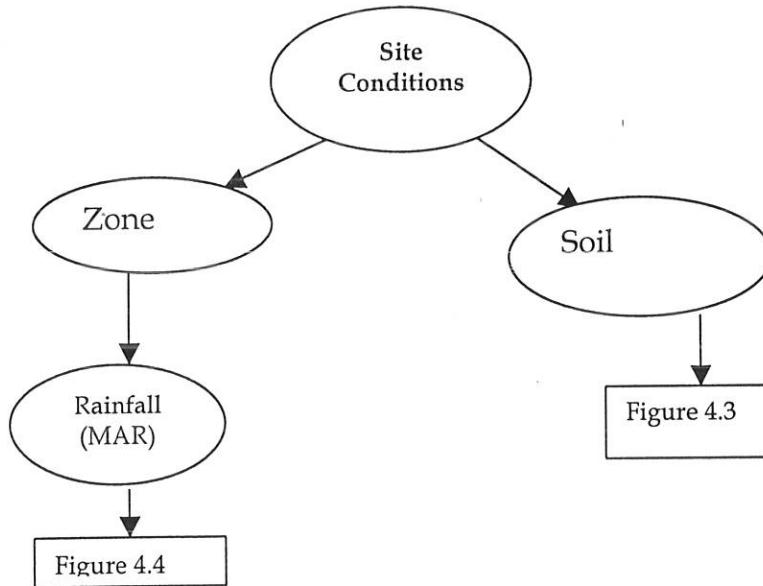 Site
Conditions
Zone
Soil
Rainfall
(MAR)
Figure 4.3
Figure 4.4